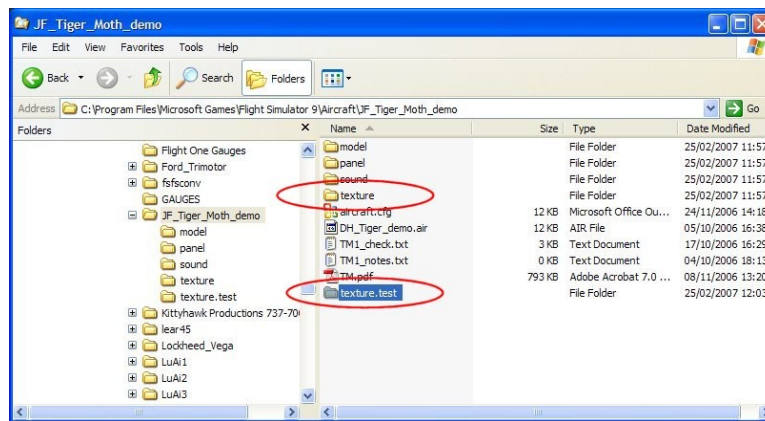 JF_Tiger_Moth_demo
File Edit View Favorites Tools Help
Back Search Folders
Address C:\Program Files\Microsoft Games\Flight Simulator 9\Aircraft\JF_Tiger_Moth_demo Go
Folders Name Size Type Date Modified
Flight One Gauges
Ford_Trimotor
fsfsconv
GAUGES
JF_Tiger_Moth_demo
model
panel
sound
texture
texture.test
Kittyhawk Productions 737-70
lear45
Lockheed_Vega
LuAi1
LuAi2
LuAi3
model File Folder 25/02/2007 11:57
panel File Folder 25/02/2007 11:57
sound File Folder 25/02/2007 11:57
texture File Folder 25/02/2007 11:57
aircraft.cfg 12 KB Microsoft Office Ou... 24/11/2006 14:18
DH_Tiger_demo.air 12 KB AIR File 05/10/2006 16:38
TM1_check.txt 3 KB Text Document 17/10/2006 16:29
TM1_notes.txt 0 KB Text Document 04/10/2006 18:13
TM.pdf 793 KB Adobe Acrobat 7.0 ... 08/11/2006 13:20
texture.test File Folder 25/02/2007 12:03